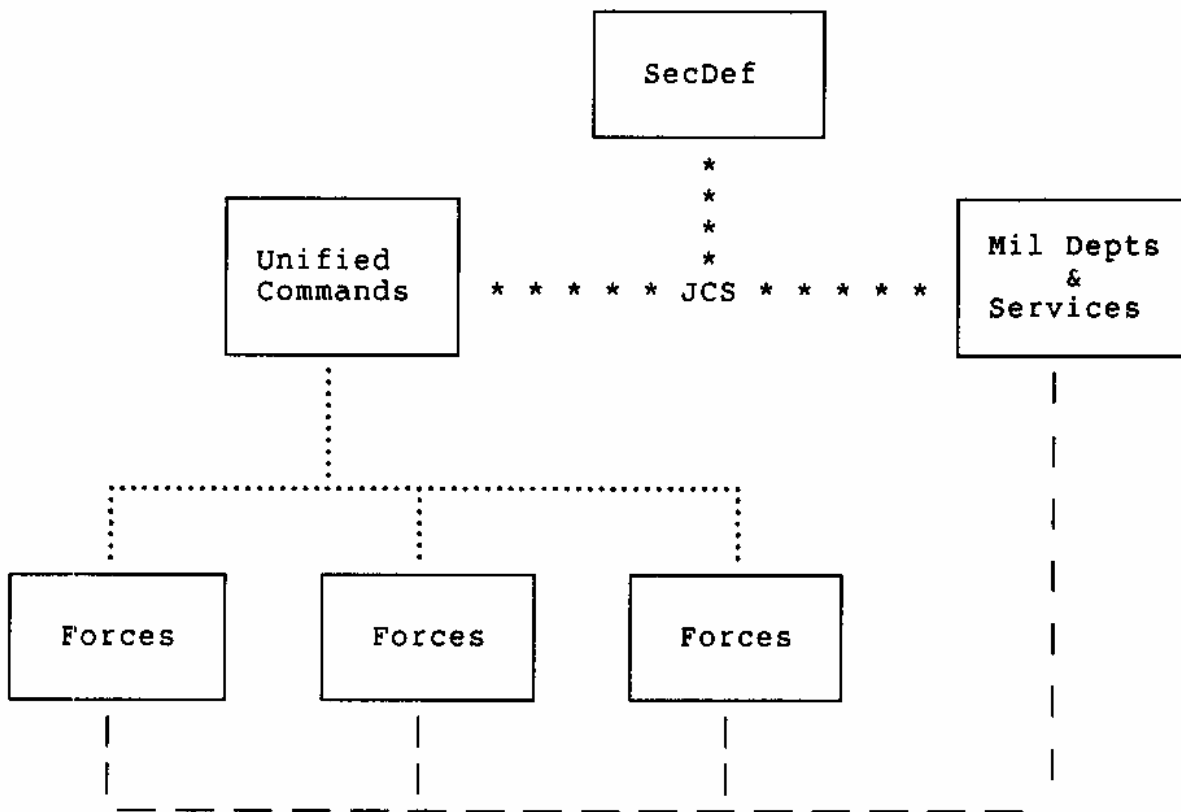 SecDef
Unified
Commands
* * * * * JCS * * * * *
Mil Depts
&
Services
Forces
Forces
Forces